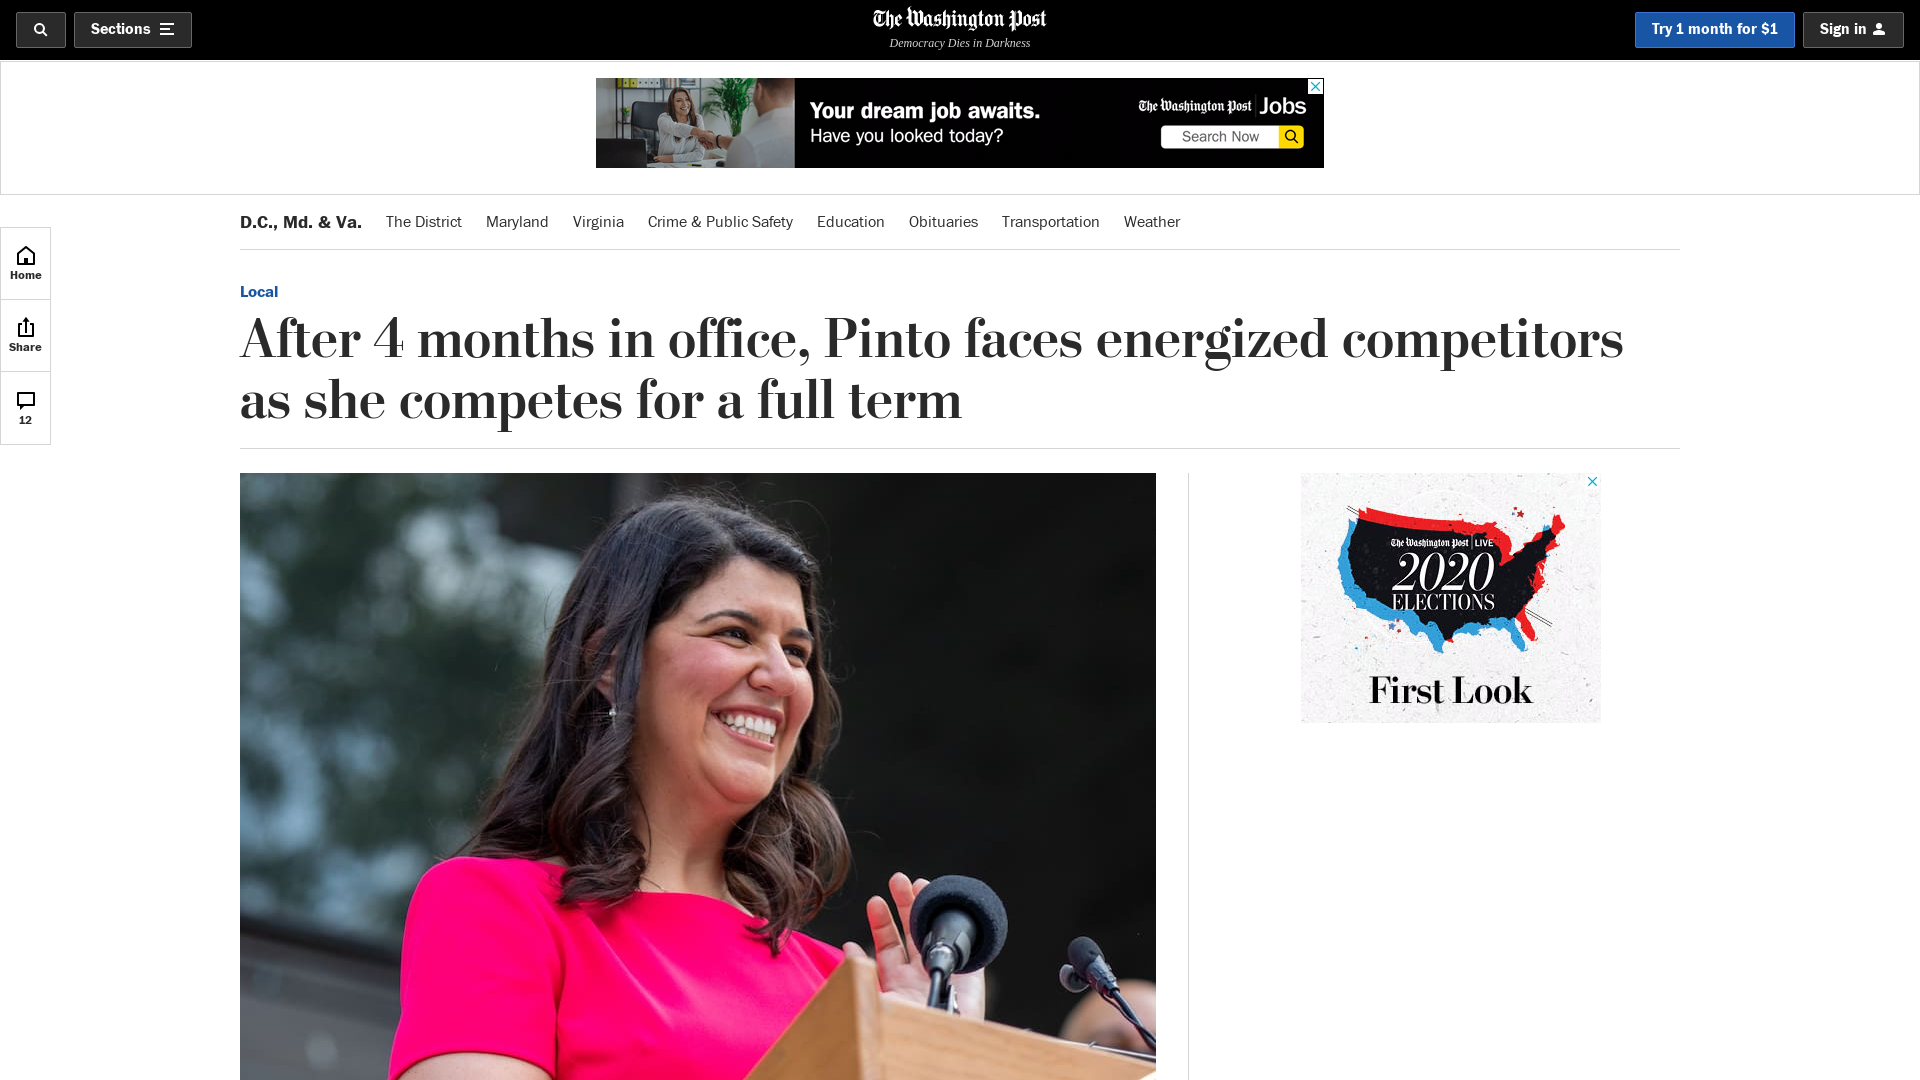 Sections
The Washington Post
Democracy Dies in Darkness
Try 1 month for $1
Sign in
Your dream job awaits.
Have you looked today?
The Washington Post Jobs
Search Now
D.C., Md. & Va.
The District
Maryland
Virginia
Crime & Public Safety
Education
Obituaries
Transportation
Weather
Home
Share
12
Local
After 4 months in office, Pinto faces energized competitors
as she competes for a full term
The Washington Post LIVE
2020
ELECTIONS
First Look